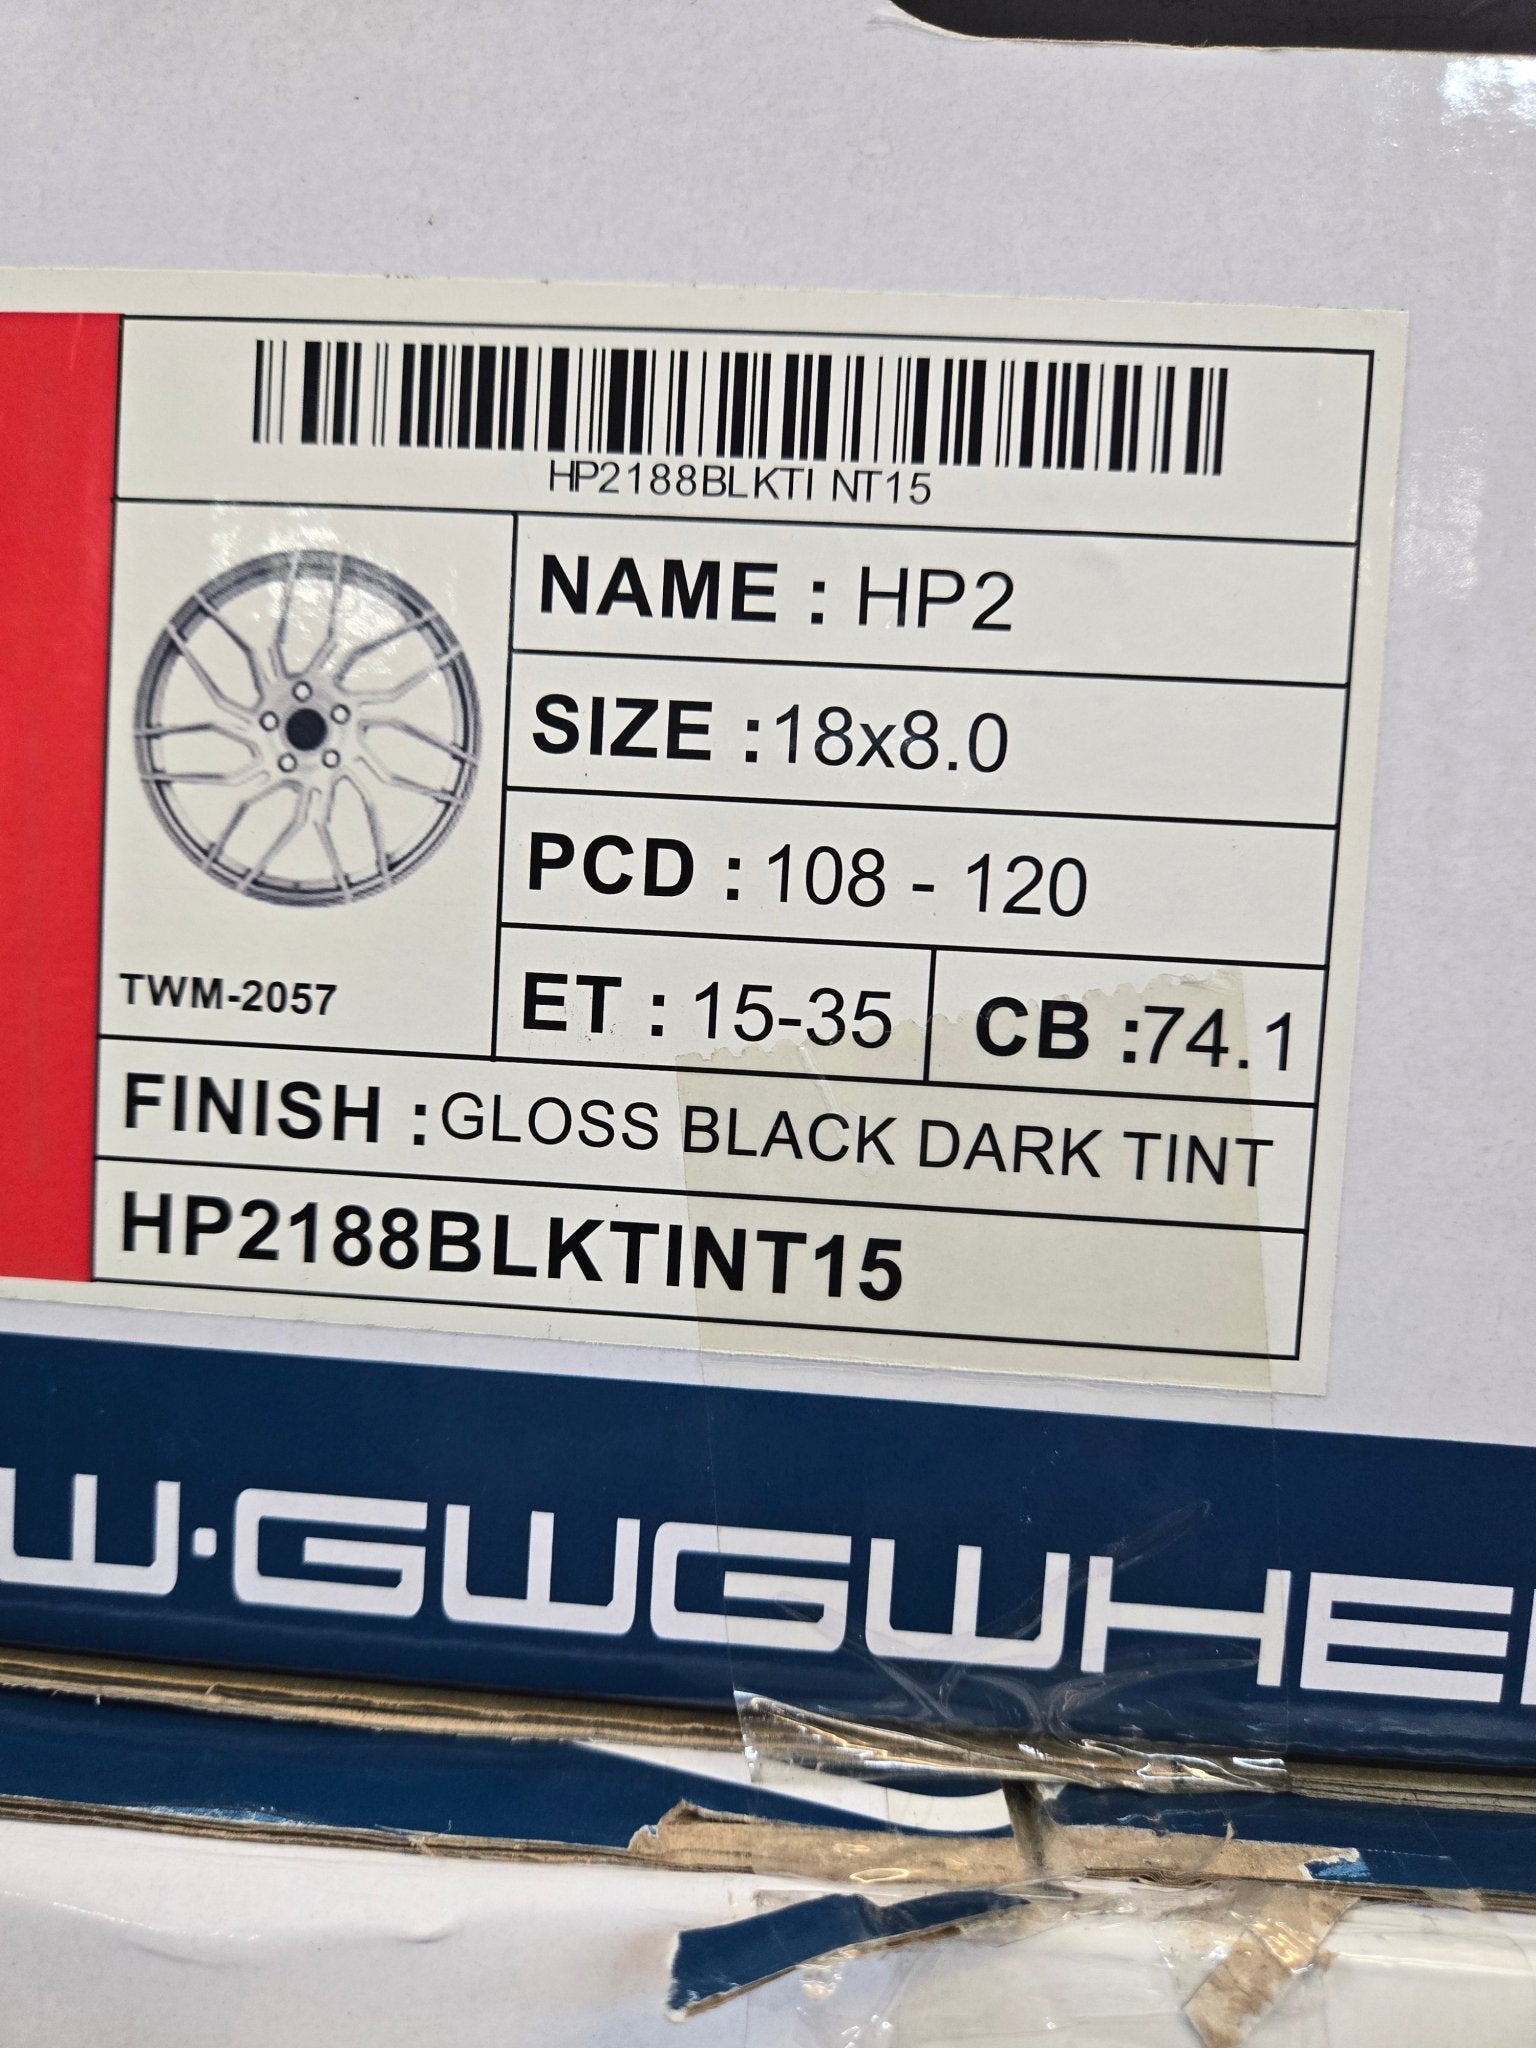 HP2188BLKTI NT15
NAME : HP2
SIZE :18x8.0
PCD : 108 - 120
TWM-2057
ET : 15-35
CB :74.1
FINISH :GLOSS BLACK DARK TINT
HP2188BLKTINT15
W.GWGWHE